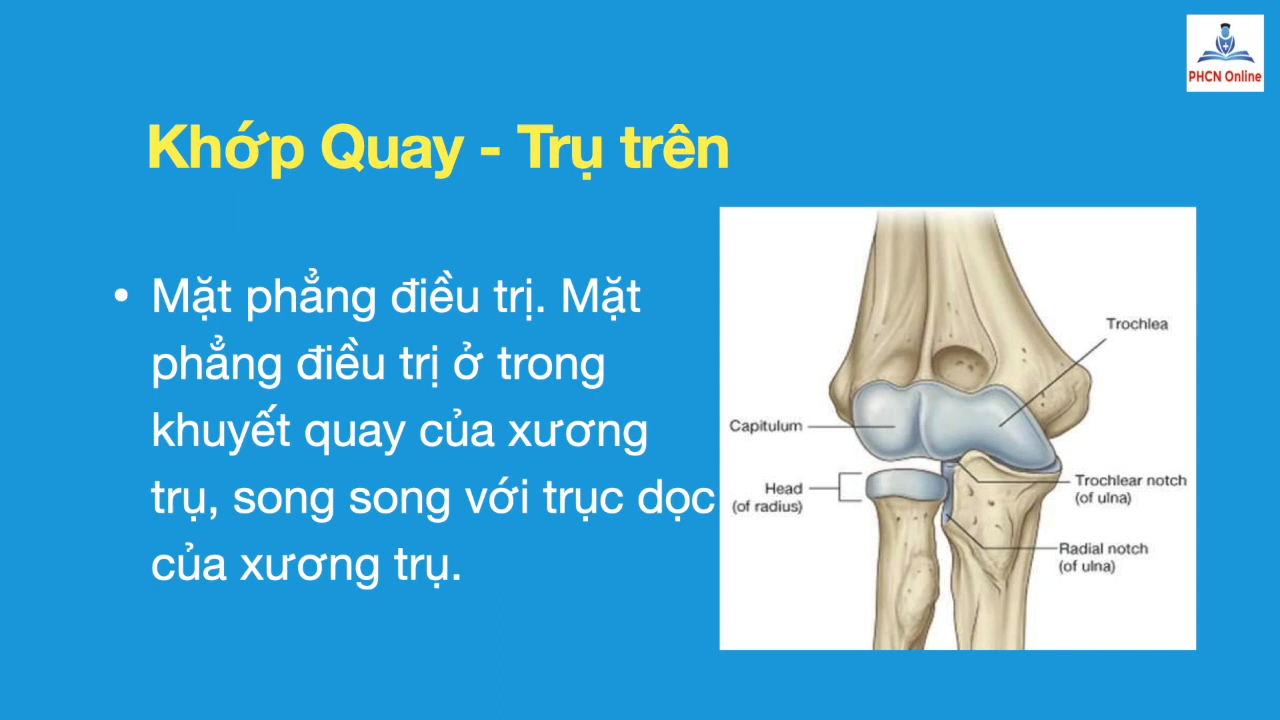 PHCN Online
Khớp Quay - Trụ trên
• Mặt phẳng điều trị. Mặt
phẳng điều trị ở trong
khuyết quay của xương
trụ, song song với trục dọc
của xương trụ.
Trochlea
Capitulum
Head
(of radius)
Trochlear notch
(of ulna)
Radial notch
(of ulna)